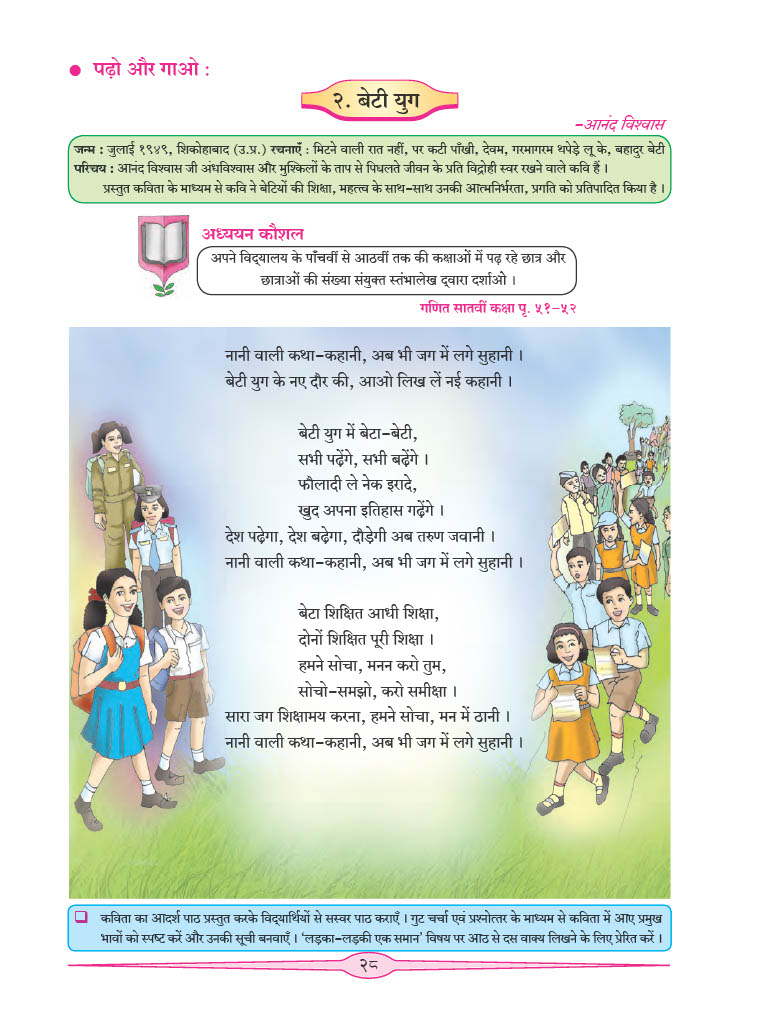 ● पढ़ो और गाओ :
२. बेटी युग
–आनंद विश्वास
जन्म : जुलाई १९४९, शिकोहाबाद (उ.प्र.) रचनाएँ : मिटने वाली रात नहीं, पर कटी पाँखी, देवम, गरमागरम थपेड़े लू के, बहादुर बेटी
परिचय : आनंद विश्वास जी अंधविश्वास और मुश्किलों के ताप से पिघलते जीवन के प्रति विद्रोही स्वर रखने वाले कवि हैं ।
प्रस्तुत कविता के माध्यम से कवि ने बेटियों की शिक्षा, महत्त्व के साथ-साथ उनकी आत्मनिर्भरता, प्रगति को प्रतिपादित किया है ।
अध्ययन कौशल
अपने विद्‌यालय के पाँचवीं से आठवीं तक की कक्षाओं में पढ़ रहे छात्र और
छात्राओं की संख्या संयुक्त स्तंभालेख द्‌वारा दर्शाओ ।
गणित सातवीं कक्षा पृ. ५१–५२
नानी वाली कथा-कहानी, अब भी जग में लगे सुहानी ।
बेटी युग के नए दौर की, आओ लिख लें नई कहानी ।
बेटी युग में बेटा-बेटी,
सभी पढ़ेंगे, सभी बढ़ेंगे ।
फौलादी ले नेक इरादे,
खुद अपना इतिहास गढ़ेंगे ।
देश पढ़ेगा, देश बढ़ेगा, दौड़ेगी अब तरुण जवानी ।
नानी वाली कथा-कहानी, अब भी जग में लगे सुहानी ।
बेटा शिक्षित आधी शिक्षा,
दोनों शिक्षित पूरी शिक्षा ।
हमने सोचा, मनन करो तुम,
सोचो-समझो, करो समीक्षा ।
सारा जग शिक्षामय करना, हमने सोचा, मन में ठानी ।
नानी वाली कथा-कहानी, अब भी जग में लगे सुहानी ।
❑ कविता का आदर्श पाठ प्रस्तुत करके विद्‌यार्थियों से सस्वर पाठ कराएँ । गुट चर्चा एवं प्रश्नोत्तर के माध्यम से कविता में आए प्रमुख
भावों को स्पष्ट करें और उनकी सूची बनवाएँ । ‘लड़का-लड़की एक समान’ विषय पर आठ से दस वाक्य लिखने के लिए प्रेरित करें ।
२८